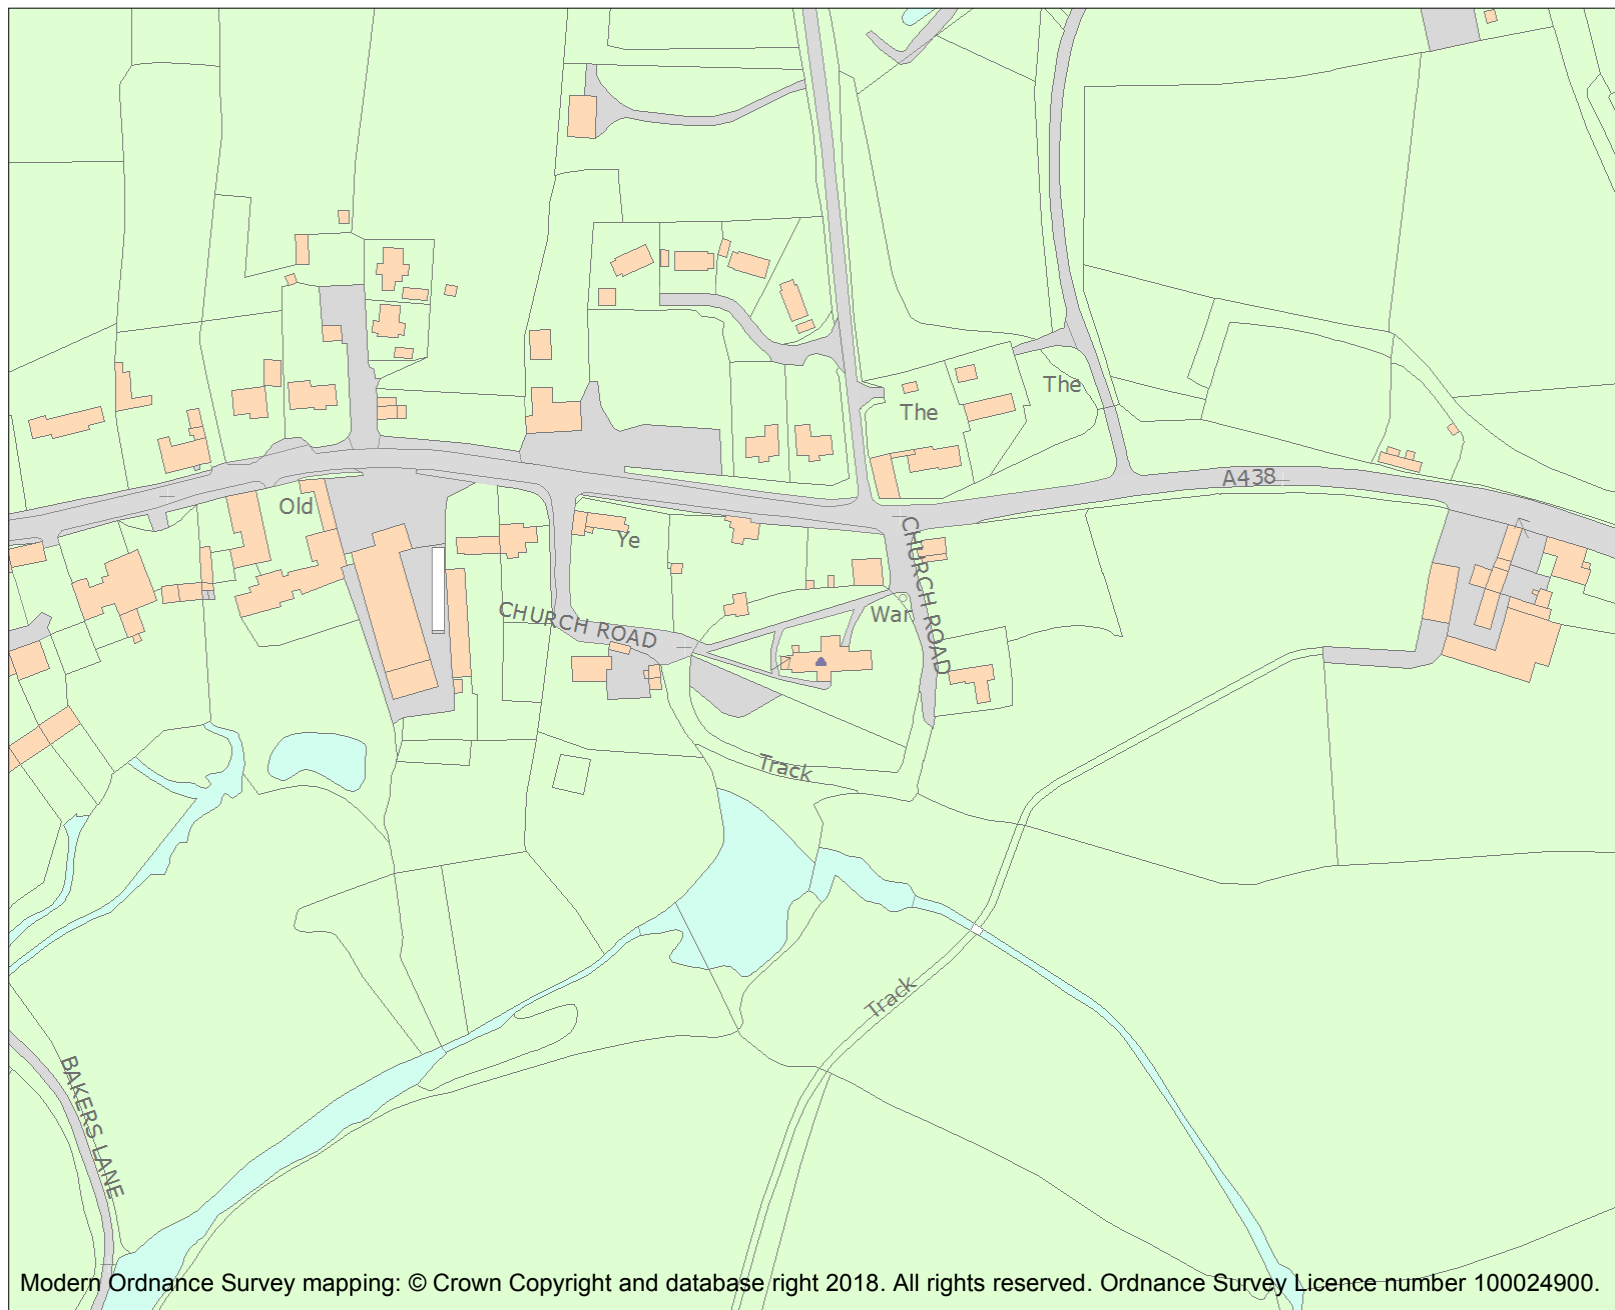 The
The
A438
Old
Ye
CHURCH ROAD
CHURCH ROAD
War
Track
Track
BAKERS LANE
Modern Ordnance Survey mapping: © Crown Copyright and database right 2018. All rights reserved. Ordnance Survey Licence number 100024900.